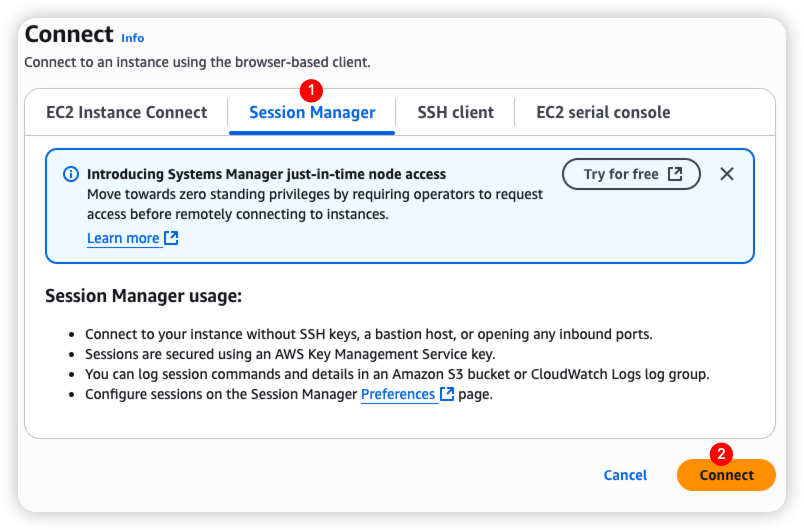 Connect Info
Connect to an instance using the browser-based client.
1
EC2 Instance Connect
Session Manager
SSH client
EC2 serial console
Introducing Systems Manager just-in-time node access
Move towards zero standing privileges by requiring operators to request
access before remotely connecting to instances.
Learn more
Try for free
Session Manager usage:
• Connect to your instance without SSH keys, a bastion host, or opening any inbound ports.
• Sessions are secured using an AWS Key Management Service key.
• You can log session commands and details in an Amazon S3 bucket or CloudWatch Logs log group.
• Configure sessions on the Session Manager Preferences page.
2
Cancel
Connect